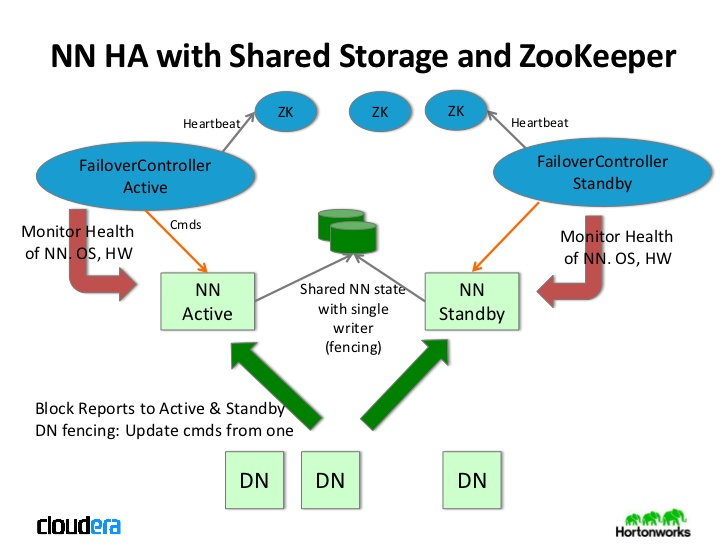 NN HA with Shared Storage and ZooKeeper
ZK
ZK
ZK
Heartbeat
Heartbeat
FailoverController
Active
FailoverController
Standby
Cmds
Monitor Health
of NN. OS, HW
Monitor Health
of NN. OS, HW
NN
Active
Shared NN state
with single
writer
(fencing)
NN
Standby
Block Reports to Active & Standby
DN fencing: Update cmds from one
DN
DN
DN
cloudera
Hortonworks